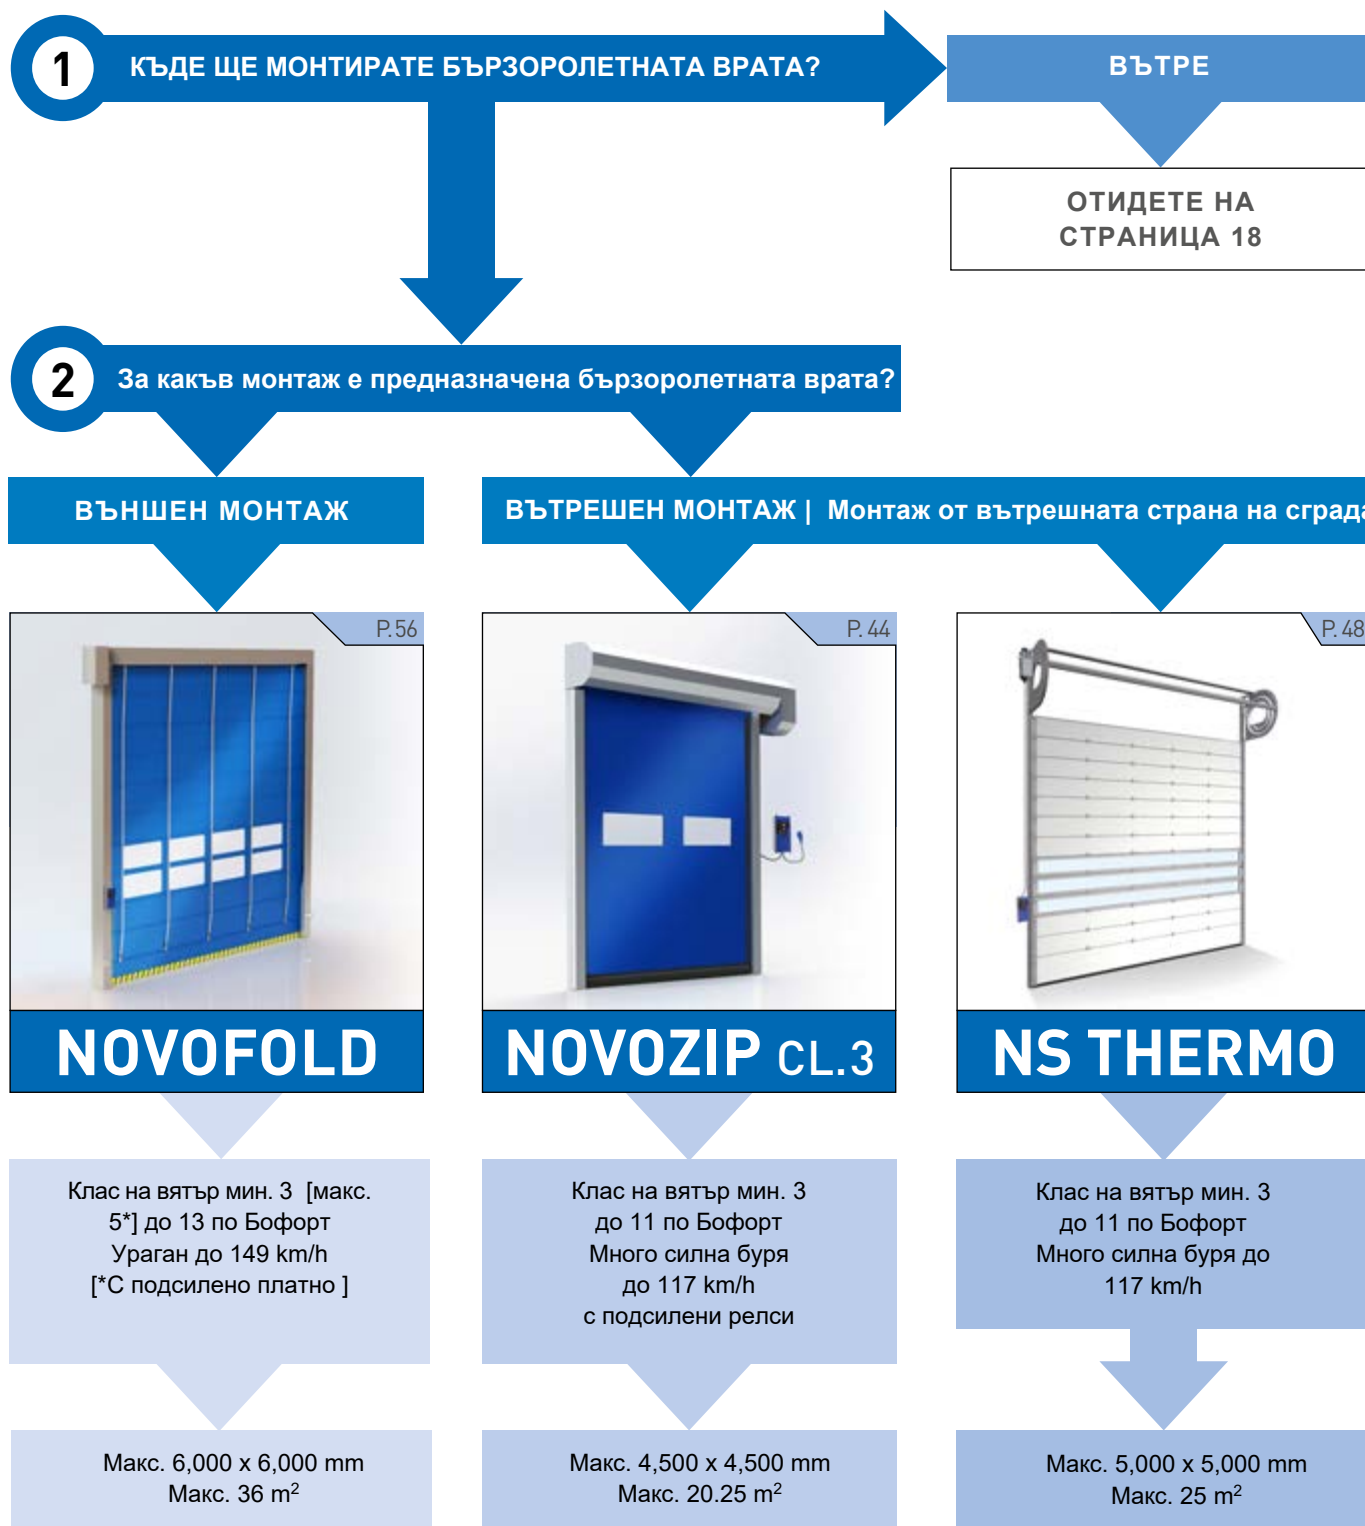 1
КЪДЕ ЩЕ МОНТИРАТЕ БЪРЗОРОЛЕТНАТА ВРАТА?
ВЪТРЕ
ОТИДЕТЕ НА
СТРАНИЦА 18
2
За какъв монтаж е предназначена бързоролетната врата?
ВЪНШЕН МОНТАЖ
ВЪТРЕШЕН МОНТАЖ | Монтаж от вътрешната страна на сграда
P. 56
NOVOFOLD
Клас на вятър мин. 3 [макс.
5*] до 13 по Бофорт
Ураган до 149 km/h
[*С подсилено платно ]
Макс. 6,000 x 6,000 mm
Макс. 36 m²
P. 44
NOVOZIP CL.3
Клас на вятър мин. 3
до 11 по Бофорт
Много силна буря
до 117 km/h
с подсилени релси
Макс. 4,500 x 4,500 mm
Макс. 20.25 m²
P. 48
NS THERMO
Клас на вятър мин. 3
до 11 по Бофорт
Много силна буря до
117 km/h
Макс. 5,000 x 5,000 mm
Макс. 25 m²